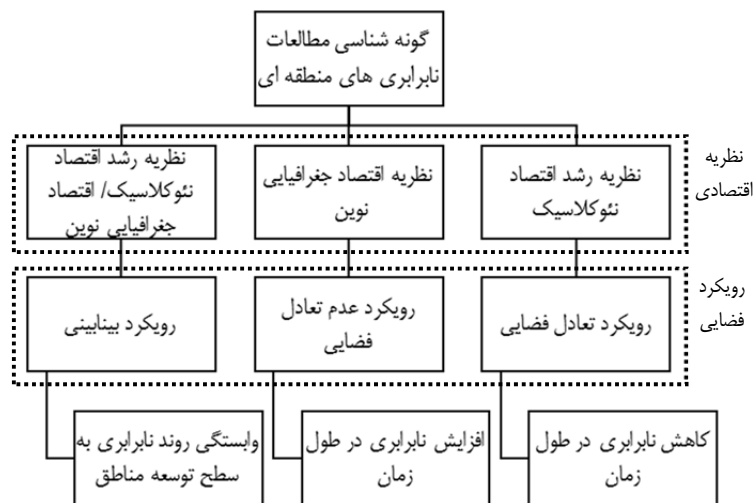 گونه شناسی مطالعات
نابرابری های منطقه ای
نظریه
اقتصادی
نظریه رشد اقتصاد
نئوکلاسیک
نظریه اقتصاد جغرافیایی
نوین
نظریه رشد اقتصاد
نئوکلاسیک/ اقتصاد
جغرافیایی نوین
رویکرد
فضایی
رویکرد تعادل فضایی
رویکرد عدم تعادل
فضایی
رویکرد بینابینی
کاهش نابرابری در طول
زمان
افزایش نابرابری در طول
زمان
وابستگی روند نابرابری به
سطح توسعه مناطق